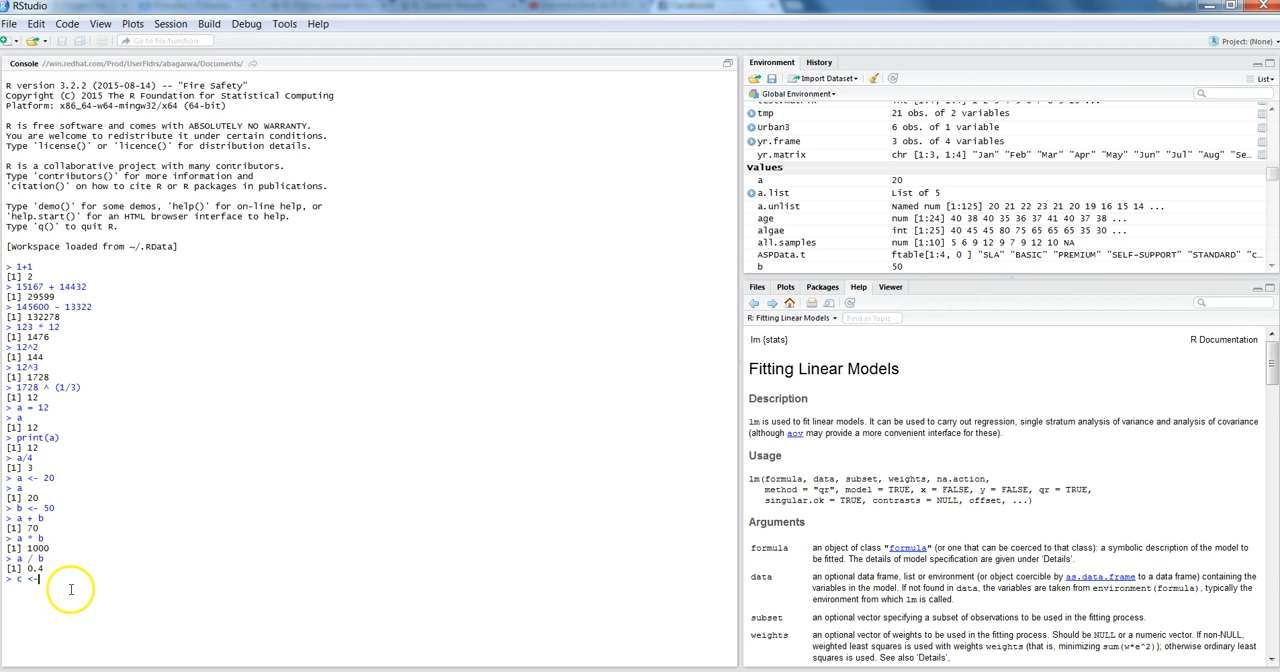 RStudio
File Edit Code View Plots Session Build Debug Tools Help
Go to file/function
Project: (None)
Console //win.redhat.com/Prod/UserFldrs/abagarwa/Documents/
R version 3.2.2 (2015-08-14) -- "Fire Safety"
Copyright (C) 2015 The R Foundation for Statistical Computing
Platform: x86_64-w64-mingw32/x64 (64-bit)
R is free software and comes with ABSOLUTELY NO WARRANTY.
You are welcome to redistribute it under certain conditions.
Type 'license()' or 'licence()' for distribution details.
R is a collaborative project with many contributors.
Type 'contributors()' for more information and
'citation()' on how to cite R or R packages in publications.
Type 'demo()' for some demos, 'help()' for on-line help, or
'help.start()' for an HTML browser interface to help.
Type 'q()' to quit R.
[Workspace loaded from ~/.RData]
> 1+1
[1] 2
> 15167 + 14432
[1] 29599
> 145600 - 13322
[1] 132278
> 123 * 12
[1] 1476
> 12^2
[1] 144
> 12^3
[1] 1728
> 1728 ^ (1/3)
[1] 12
> a = 12
> a
[1] 12
> print(a)
[1] 12
> a/4
[1] 3
> a <- 20
> a
[1] 20
> b <- 50
> a + b
[1] 70
> a * b
[1] 1000
> a / b
[1] 0.4
> c <-
Environment History
Import Dataset List
Global Environment
tmp 21 obs. of 2 variables
Urban3 6 obs. of 1 variable
yr.frame 3 obs. of 4 variables
yr.matrix chr [1:3, 1:4] "Jan" "Feb" "Mar" "Apr" "May" "Jun" "Jul" "Aug" "Se…
values
a 20
a.list List of 5
a.unlist Named num [1:125] 20 21 22 23 21 20 19 16 15 14 ...
age num [1:24] 40 38 40 35 36 37 41 40 37 38 ...
algae int [1:25] 40 45 45 80 75 65 65 65 35 30 ...
all.samples num [1:10] 5 6 9 12 9 7 9 12 10 NA
ASPData.t ftable[1:4, 0 ] "SLA" "BASIC" "PREMIUM" "SELF-SUPPORT" "STANDARD" "c…
b 50
Files Plots Packages Help Viewer
R: Fitting Linear Models Find in Topic
lm {stats} R Documentation
Fitting Linear Models
Description
lm is used to fit linear models. It can be used to carry out regression, single stratum analysis of variance and analysis of covariance
(although aov may provide a more convenient interface for these).
Usage
lm(formula, data, subset, weights, na.action,
method = "qr", model = TRUE, x = FALSE, y = FALSE, qr = TRUE,
singular.ok = TRUE, contrasts = NULL, offset, ...)
Arguments
formula an object of class "formula" (or one that can be coerced to that class): a symbolic description of the model to
be fitted. The details of model specification are given under 'Details'.
data an optional data frame, list or environment (or object coercible by as.data.frame to a data frame) containing the
variables in the model. If not found in data, the variables are taken from environment(formula), typically the
environment from which lm is called.
subset an optional vector specifying a subset of observations to be used in the fitting process.
weights an optional vector of weights to be used in the fitting process. Should be NULL or a numeric vector. If non-NULL,
weighted least squares is used with weights weights (that is, minimizing sum(w*e^2)); otherwise ordinary least
squares is used. See also 'Details',